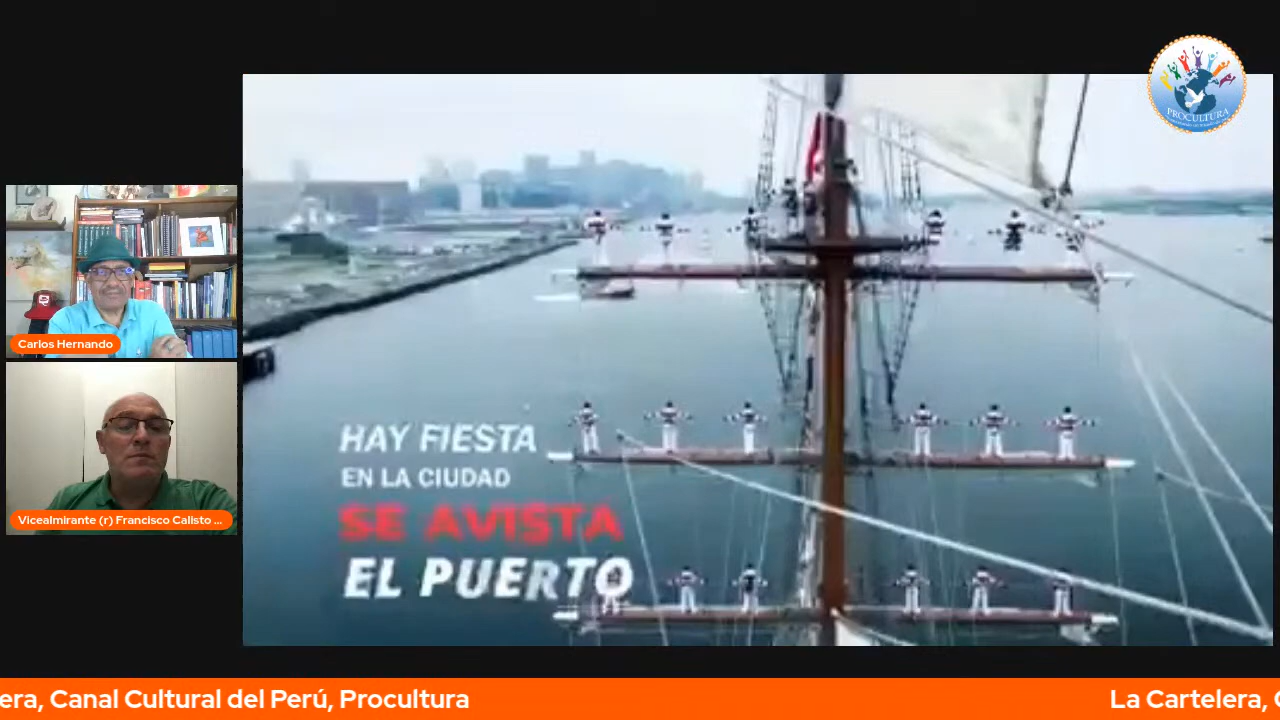 PROCULTURA
Carlos Hernando
Vicealmirante (r) Francisco Calisto ...
HAY FIESTA
EN LA CIUDAD
SE AVISTA
EL PUERTO
era, Canal Cultural del Perú, Procultura
La Cartelera, C